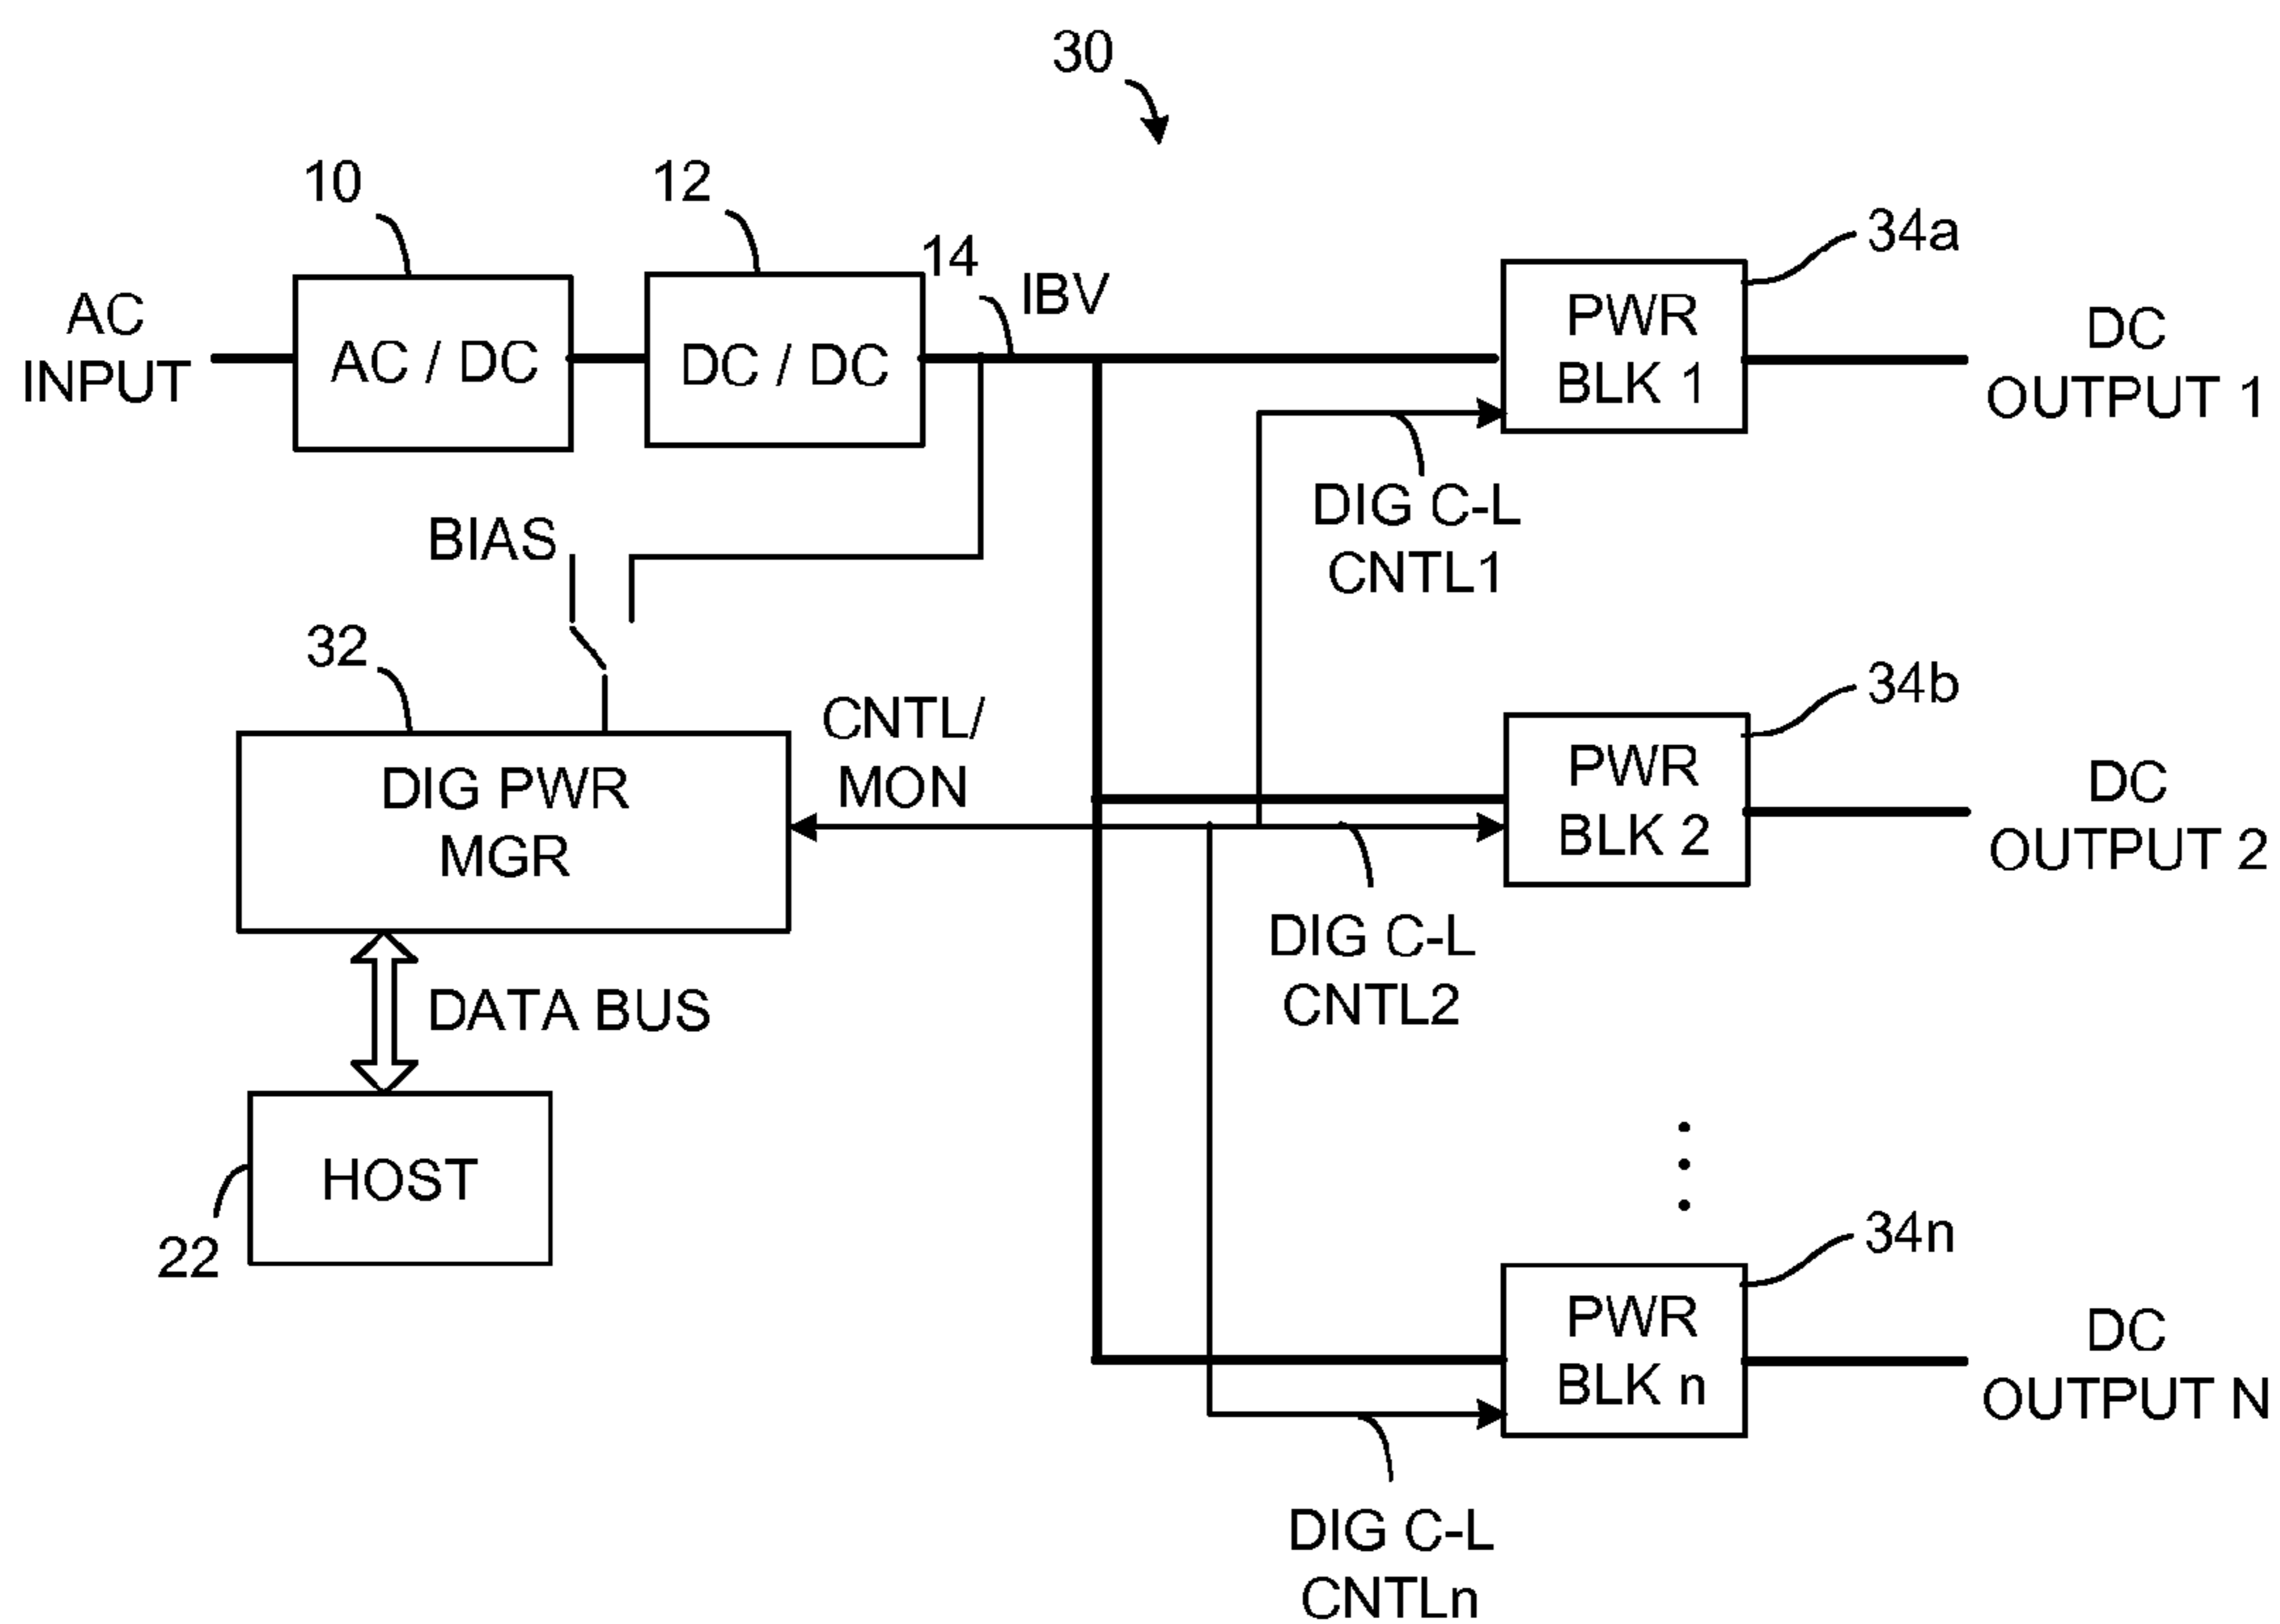 30
10
12
14
IBV
34a
AC
INPUT
AC / DC
DC / DC
PWR
BLK 1
DC
OUTPUT 1
DIG C-L
CNTL1
BIAS
32
CNTL/
MON
34b
DIG PWR
MGR
PWR
BLK 2
DC
OUTPUT 2
DIG C-L
CNTL2
DATA BUS
HOST
22
34n
PWR
BLK n
DC
OUTPUT N
DIG C-L
CNTLn